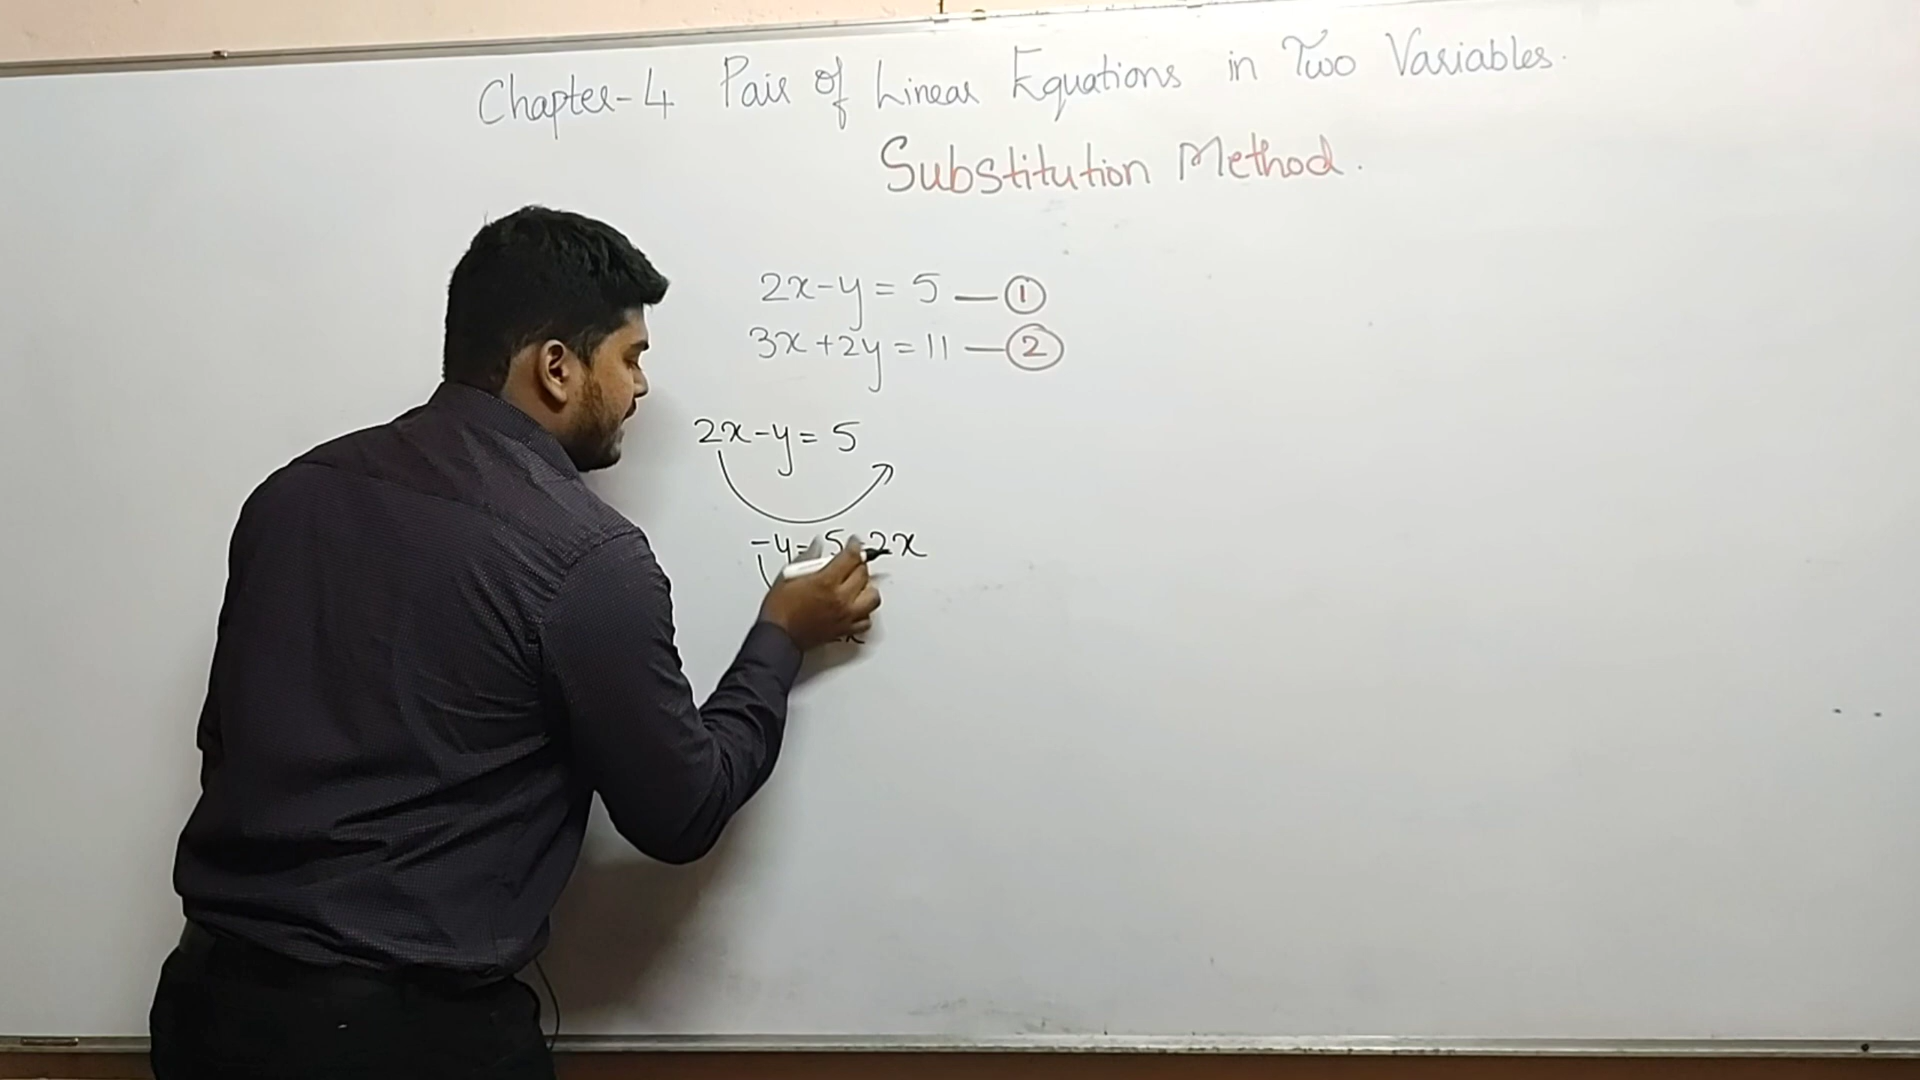 Chapter-4 Pair of Linear Equations in Two Variables.
Substitution Method.
2x-y=5 —①
3x+2y=11 —②
2x-y=5
-y=5-2x
2x